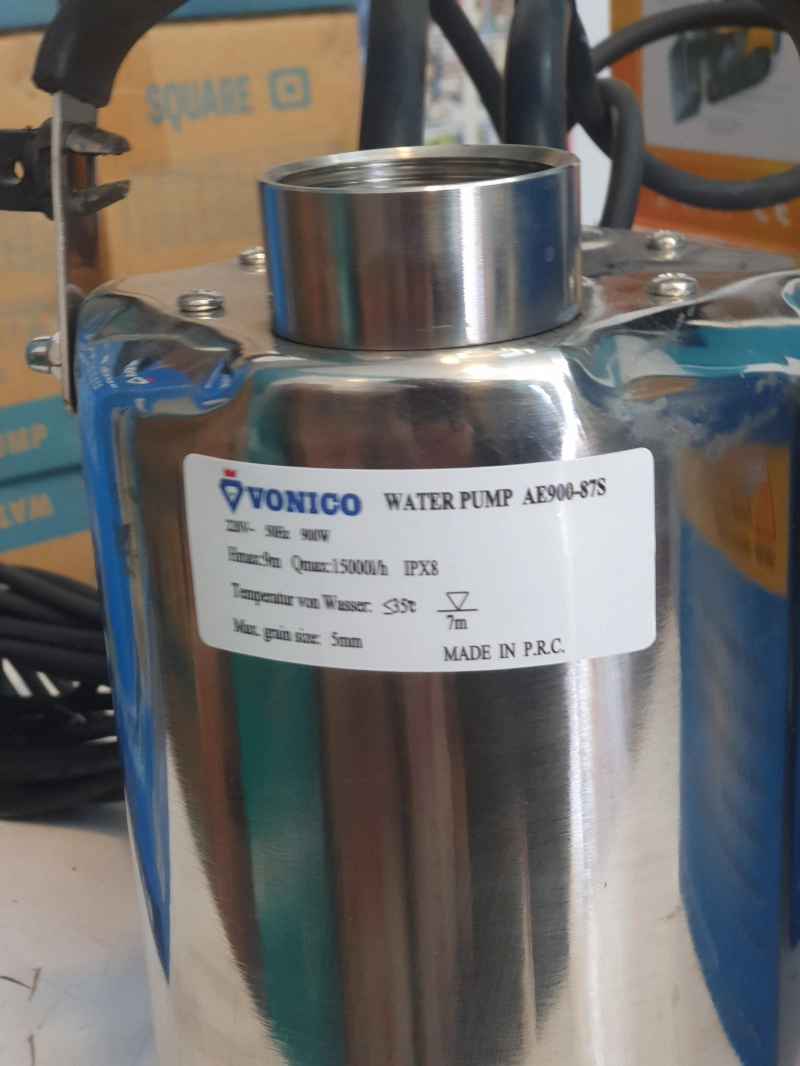 SQUARE
VONICO WATER PUMP AE900-87S
220V~ 50Hz 900W
Hmax:9m Qmax:15000l/h IPX8
Temperatur von Wasser: ≤35℃
7m
Max. grain size: 5mm
MADE IN P.R.C.